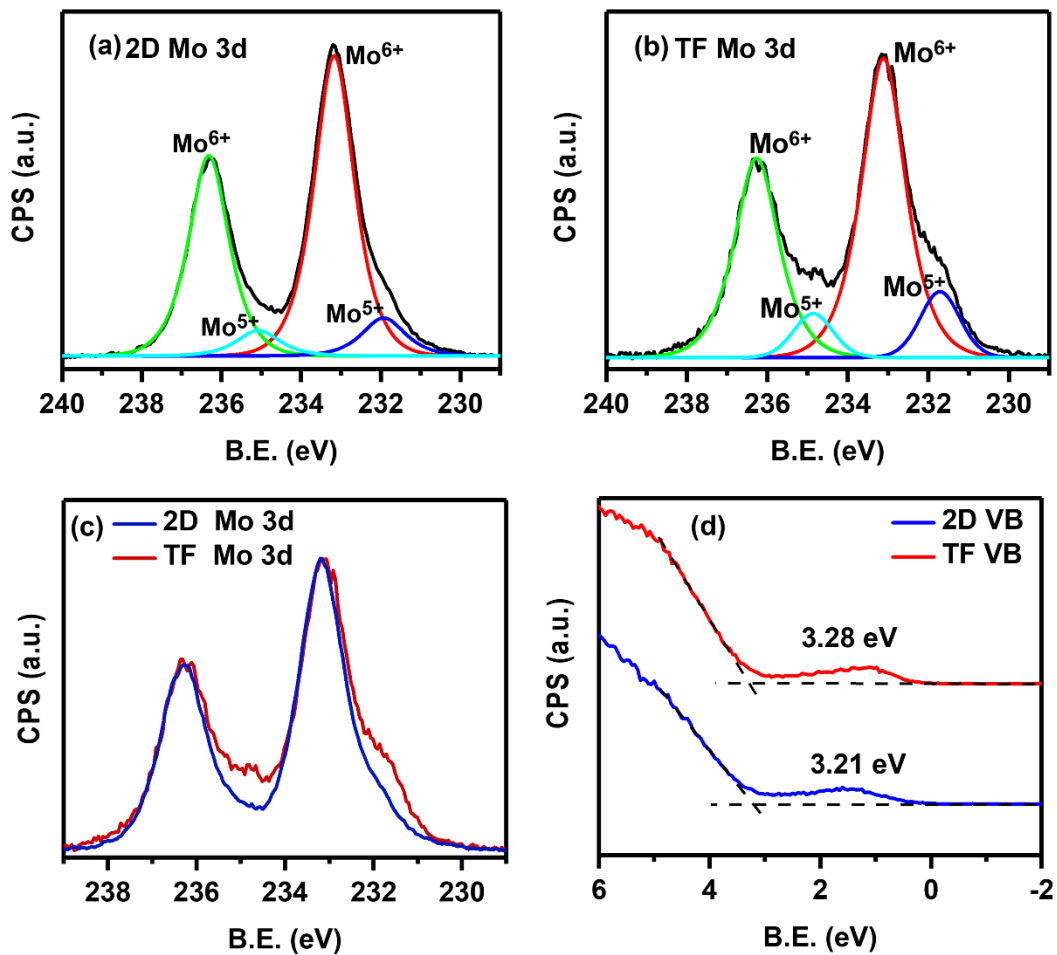 (a) 2D Mo 3d
Mo6+
Mo6+
Mo5+
Mo5+
CPS (a.u.)
240 238 236 234 232 230
B.E. (eV)
(b) TF Mo 3d
Mo6+
Mo6+
Mo5+
Mo5+
CPS (a.u.)
240 238 236 234 232 230
B.E. (eV)
(c)
2D Mo 3d
TF Mo 3d
CPS (a.u.)
238 236 234 232 230
B.E. (eV)
(d)
2D VB
TF VB
3.28 eV
3.21 eV
CPS (a.u.)
6 4 2 0 -2
B.E. (eV)